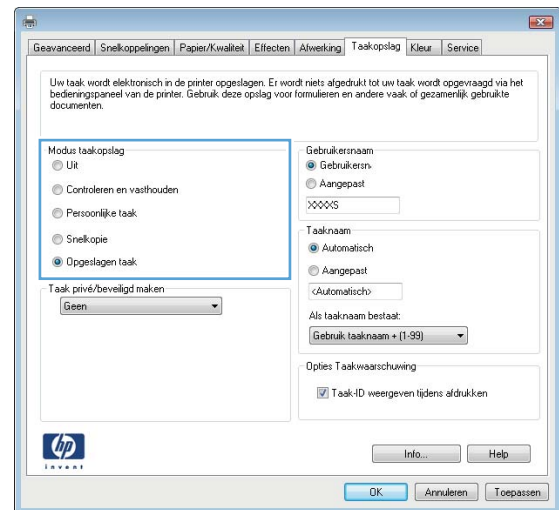 Geavanceerd
Snelkoppelingen
Papier/Kwaliteit
Effecten
Afwerking
Taakopslag
Kleur
Service
Uw taak wordt elektronisch in de printer opgeslagen. Er wordt niets afgedrukt tot uw taak wordt opgevraagd via het
bedieningspaneel van de printer. Gebruik deze opslag voor formulieren en andere vaak of gezamenlijk gebruikte
documenten.
Modus taakopslag
Uit
Controleren en vasthouden
Persoonlijke taak
Snelkopie
Opgeslagen taak
Taak privé/beveiligd maken
Geen
Gebruikersnaam
Gebruikersn
Aangepast
XXXXS
Taaknaam
Automatisch
Aangepast
<Automatisch>
Als taaknaam bestaat:
Gebruik taaknaam + (1-99)
Opties Taakwaarschuwing
Taak-ID weergeven tijdens afdrukken
hp
invent
Info...
Help
OK
Annuleren
Toepassen